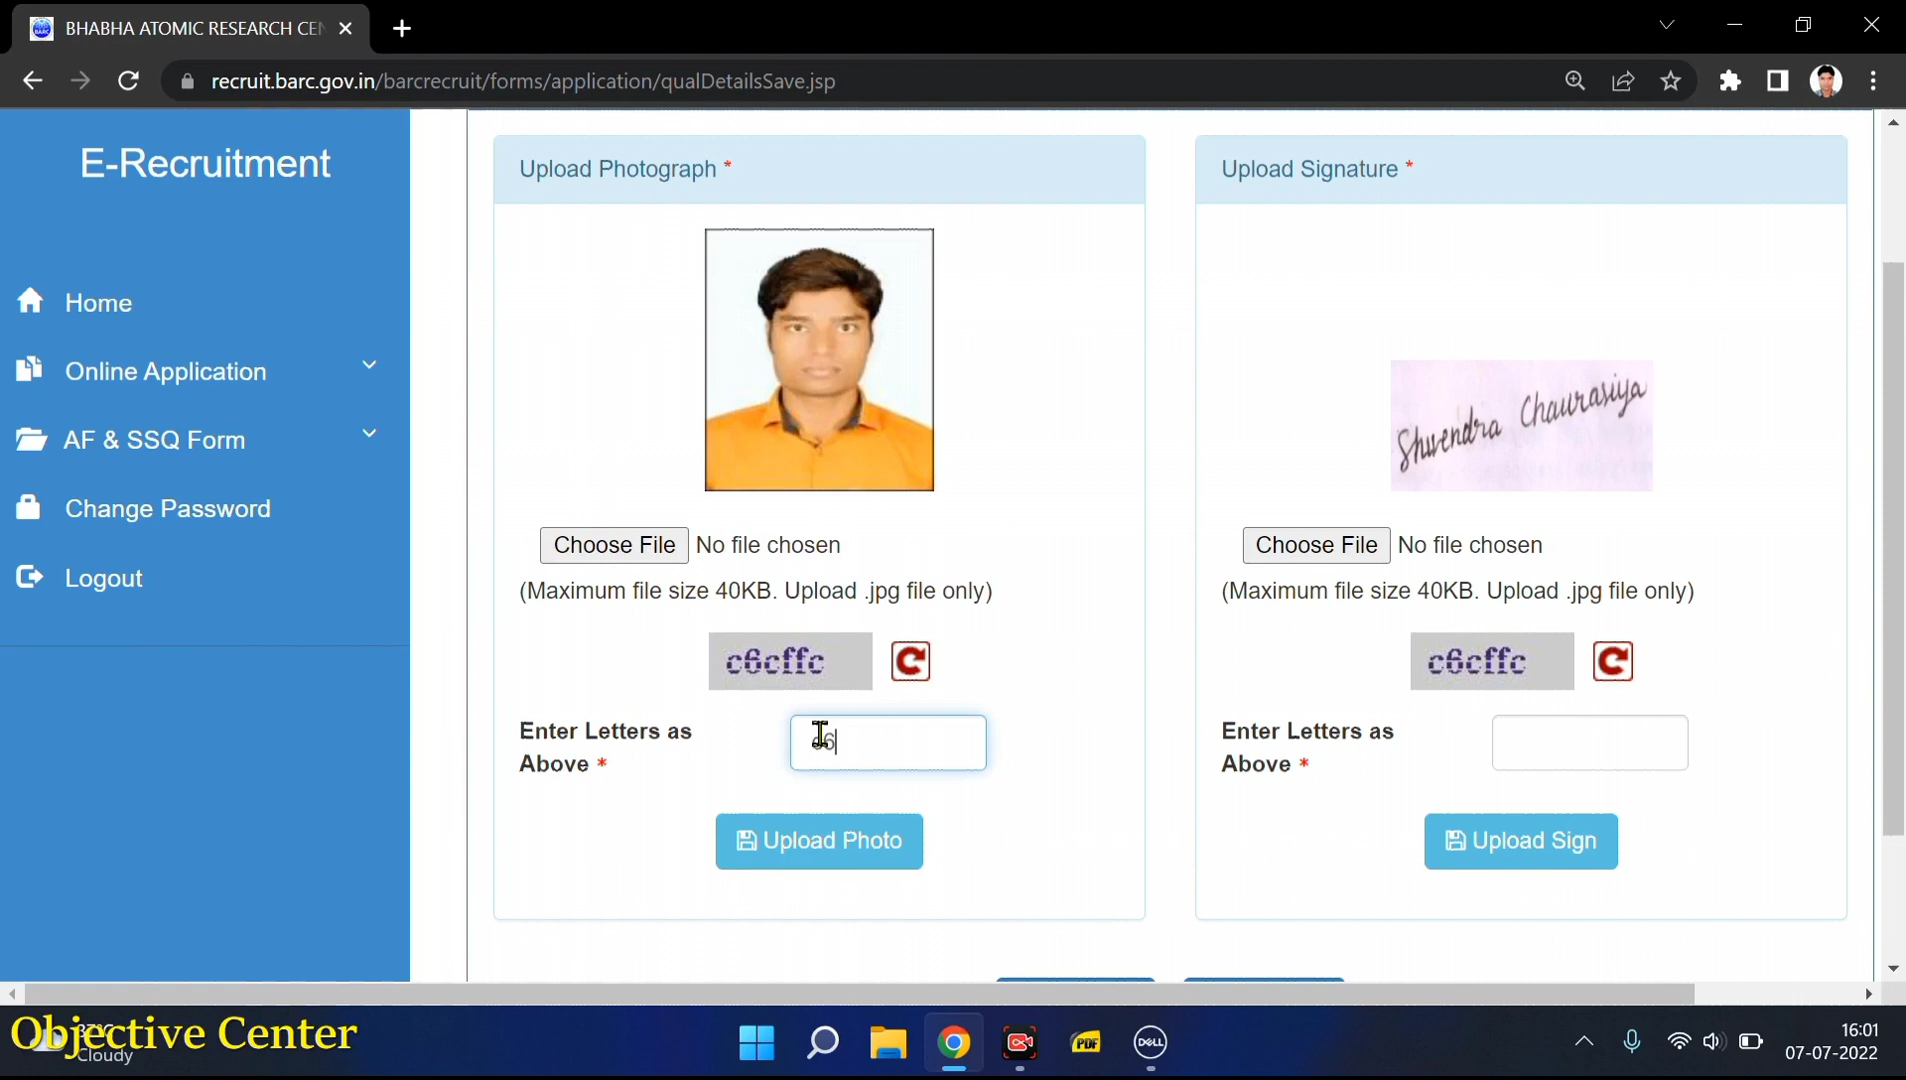 BHABHA ATOMIC RESEARCH CEN
recruit.barc.gov.in/barcrecruit/forms/application/qualDetailsSave.jsp
E-Recruitment
Home
Online Application
AF & SSQ Form
Change Password
Logout
Upload Photograph *
Choose File No file chosen
(Maximum file size 40KB. Upload .jpg file only)
c6cffc
Enter Letters as
Above *
Upload Photo
Upload Signature *
Shivendra Chaurasiya
Choose File No file chosen
(Maximum file size 40KB. Upload .jpg file only)
c6cffc
Enter Letters as
Above *
Upload Sign
Objective Center
Cloudy
PDF
DELL
16:01
07-07-2022